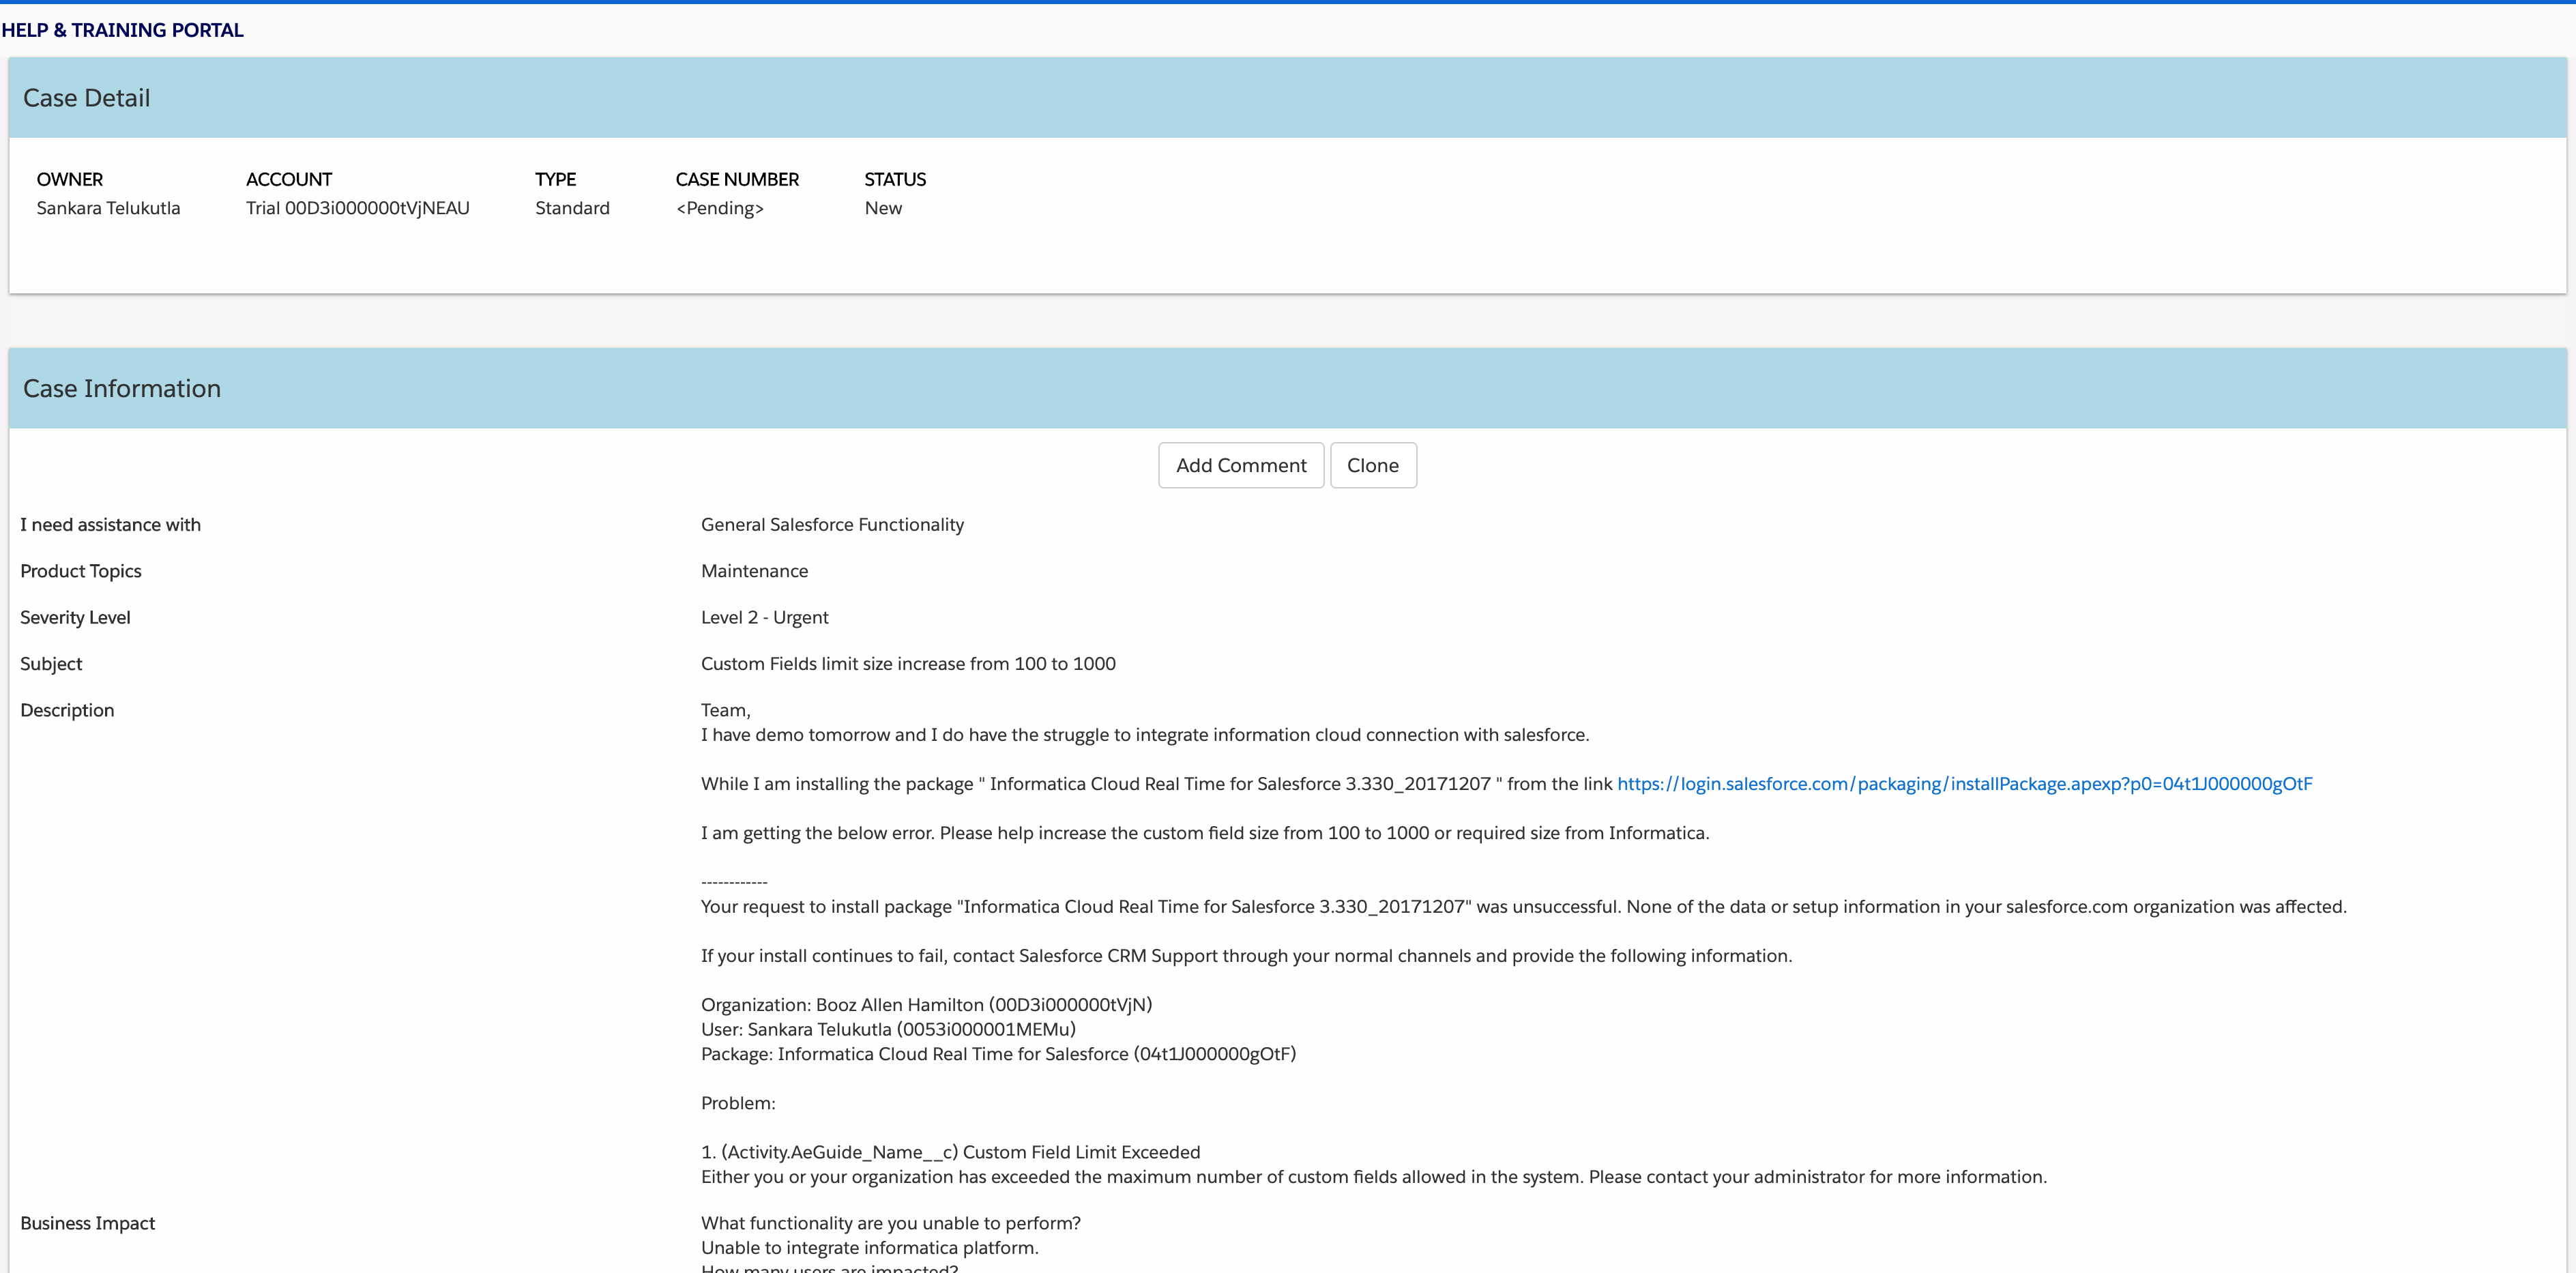 HELP & TRAINING PORTAL
Case Detail
OWNER ACCOUNT TYPE CASE NUMBER STATUS
Sankara Telukutla Trial 00D3i000000tVjNEAU Standard <Pending> New
Case Information
Add Comment Clone
I need assistance with General Salesforce Functionality
Product Topics Maintenance
Severity Level Level 2 - Urgent
Subject Custom Fields limit size increase from 100 to 1000
Description Team,
I have demo tomorrow and I do have the struggle to integrate information cloud connection with salesforce.
While I am installing the package " Informatica Cloud Real Time for Salesforce 3.330_20171207 " from the link https://login.salesforce.com/packaging/installPackage.apexp?p0=04t1J000000gOtF
I am getting the below error. Please help increase the custom field size from 100 to 1000 or required size from Informatica.
------------
Your request to install package "Informatica Cloud Real Time for Salesforce 3.330_20171207" was unsuccessful. None of the data or setup information in your salesforce.com organization was affected.
If your install continues to fail, contact Salesforce CRM Support through your normal channels and provide the following information.
Organization: Booz Allen Hamilton (00D3i000000tVjN)
User: Sankara Telukutla (0053i000001MEMu)
Package: Informatica Cloud Real Time for Salesforce (04t1J000000gOtF)
Problem:
1. (Activity.AeGuide_Name__c) Custom Field Limit Exceeded
Either you or your organization has exceeded the maximum number of custom fields allowed in the system. Please contact your administrator for more information.
Business Impact What functionality are you unable to perform?
Unable to integrate informatica platform.
How many users are impacted?